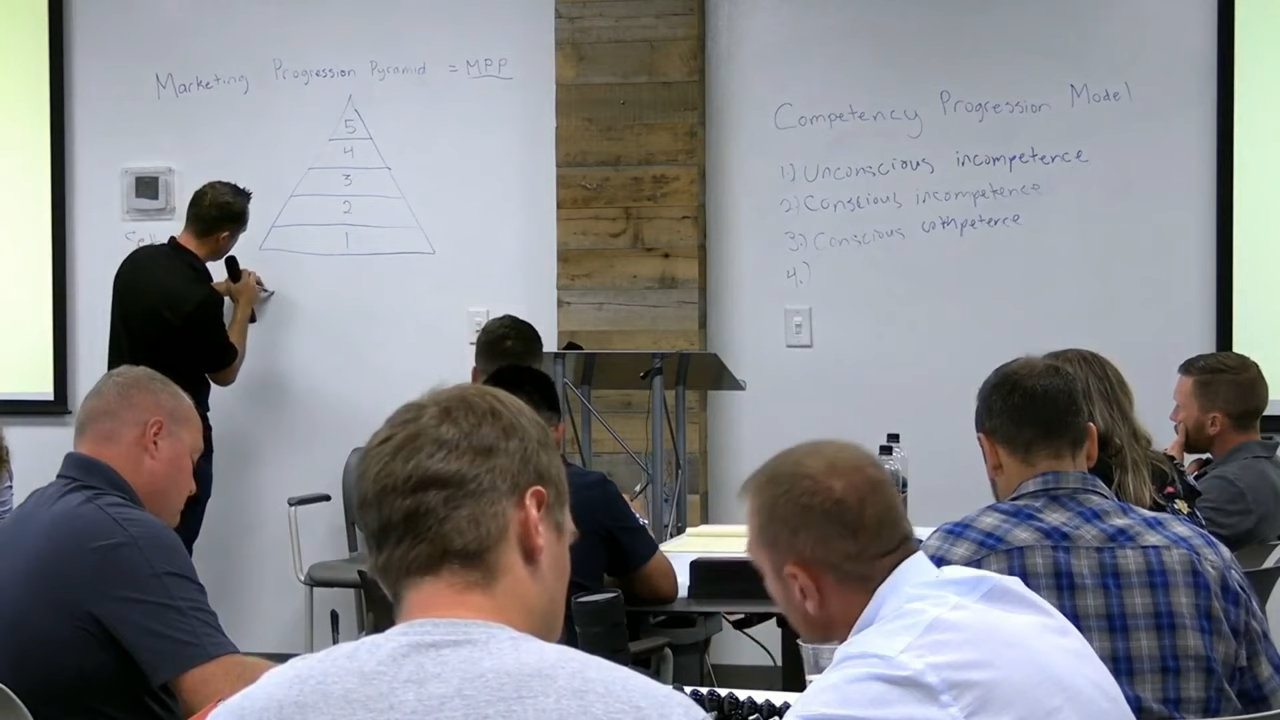 Marketing Progression Pyramid = MPP
5
4
3
2
1
Competency Progression Model
1.) Unconscious incompetence
2.) Conscious incompetence
3.) Conscious competence
4.)